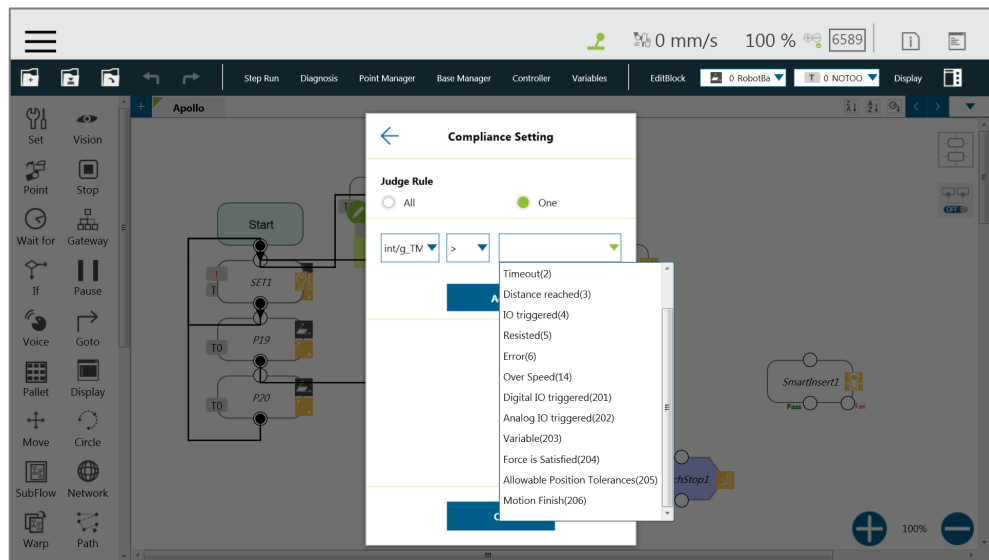 0 mm/s 100 % 6589
Step Run Diagnosis Point Manager Base Manager Controller Variables EditBlock 0 RobotBa T 0 NOTOO Display
+ Apollo
Set Vision
Point Stop
Wait for Gateway
If Pause
Voice Goto
Pallet Display
Move Circle
SubFlow Network
Warp Path
Start
! T SET1
T0 P19
T0 P20
Compliance Setting
Judge Rule
All One
int/g_TM >
Timeout(2)
Distance reached(3)
IO triggered(4)
Resisted(5)
Error(6)
Over Speed(14)
Digital IO triggered(201)
Analog IO triggered(202)
Variable(203)
Force is Satisfied(204)
Allowable Position Tolerances(205)
Motion Finish(206)
OFF
SmartInsert1
Pass Fail
chStop1
100%